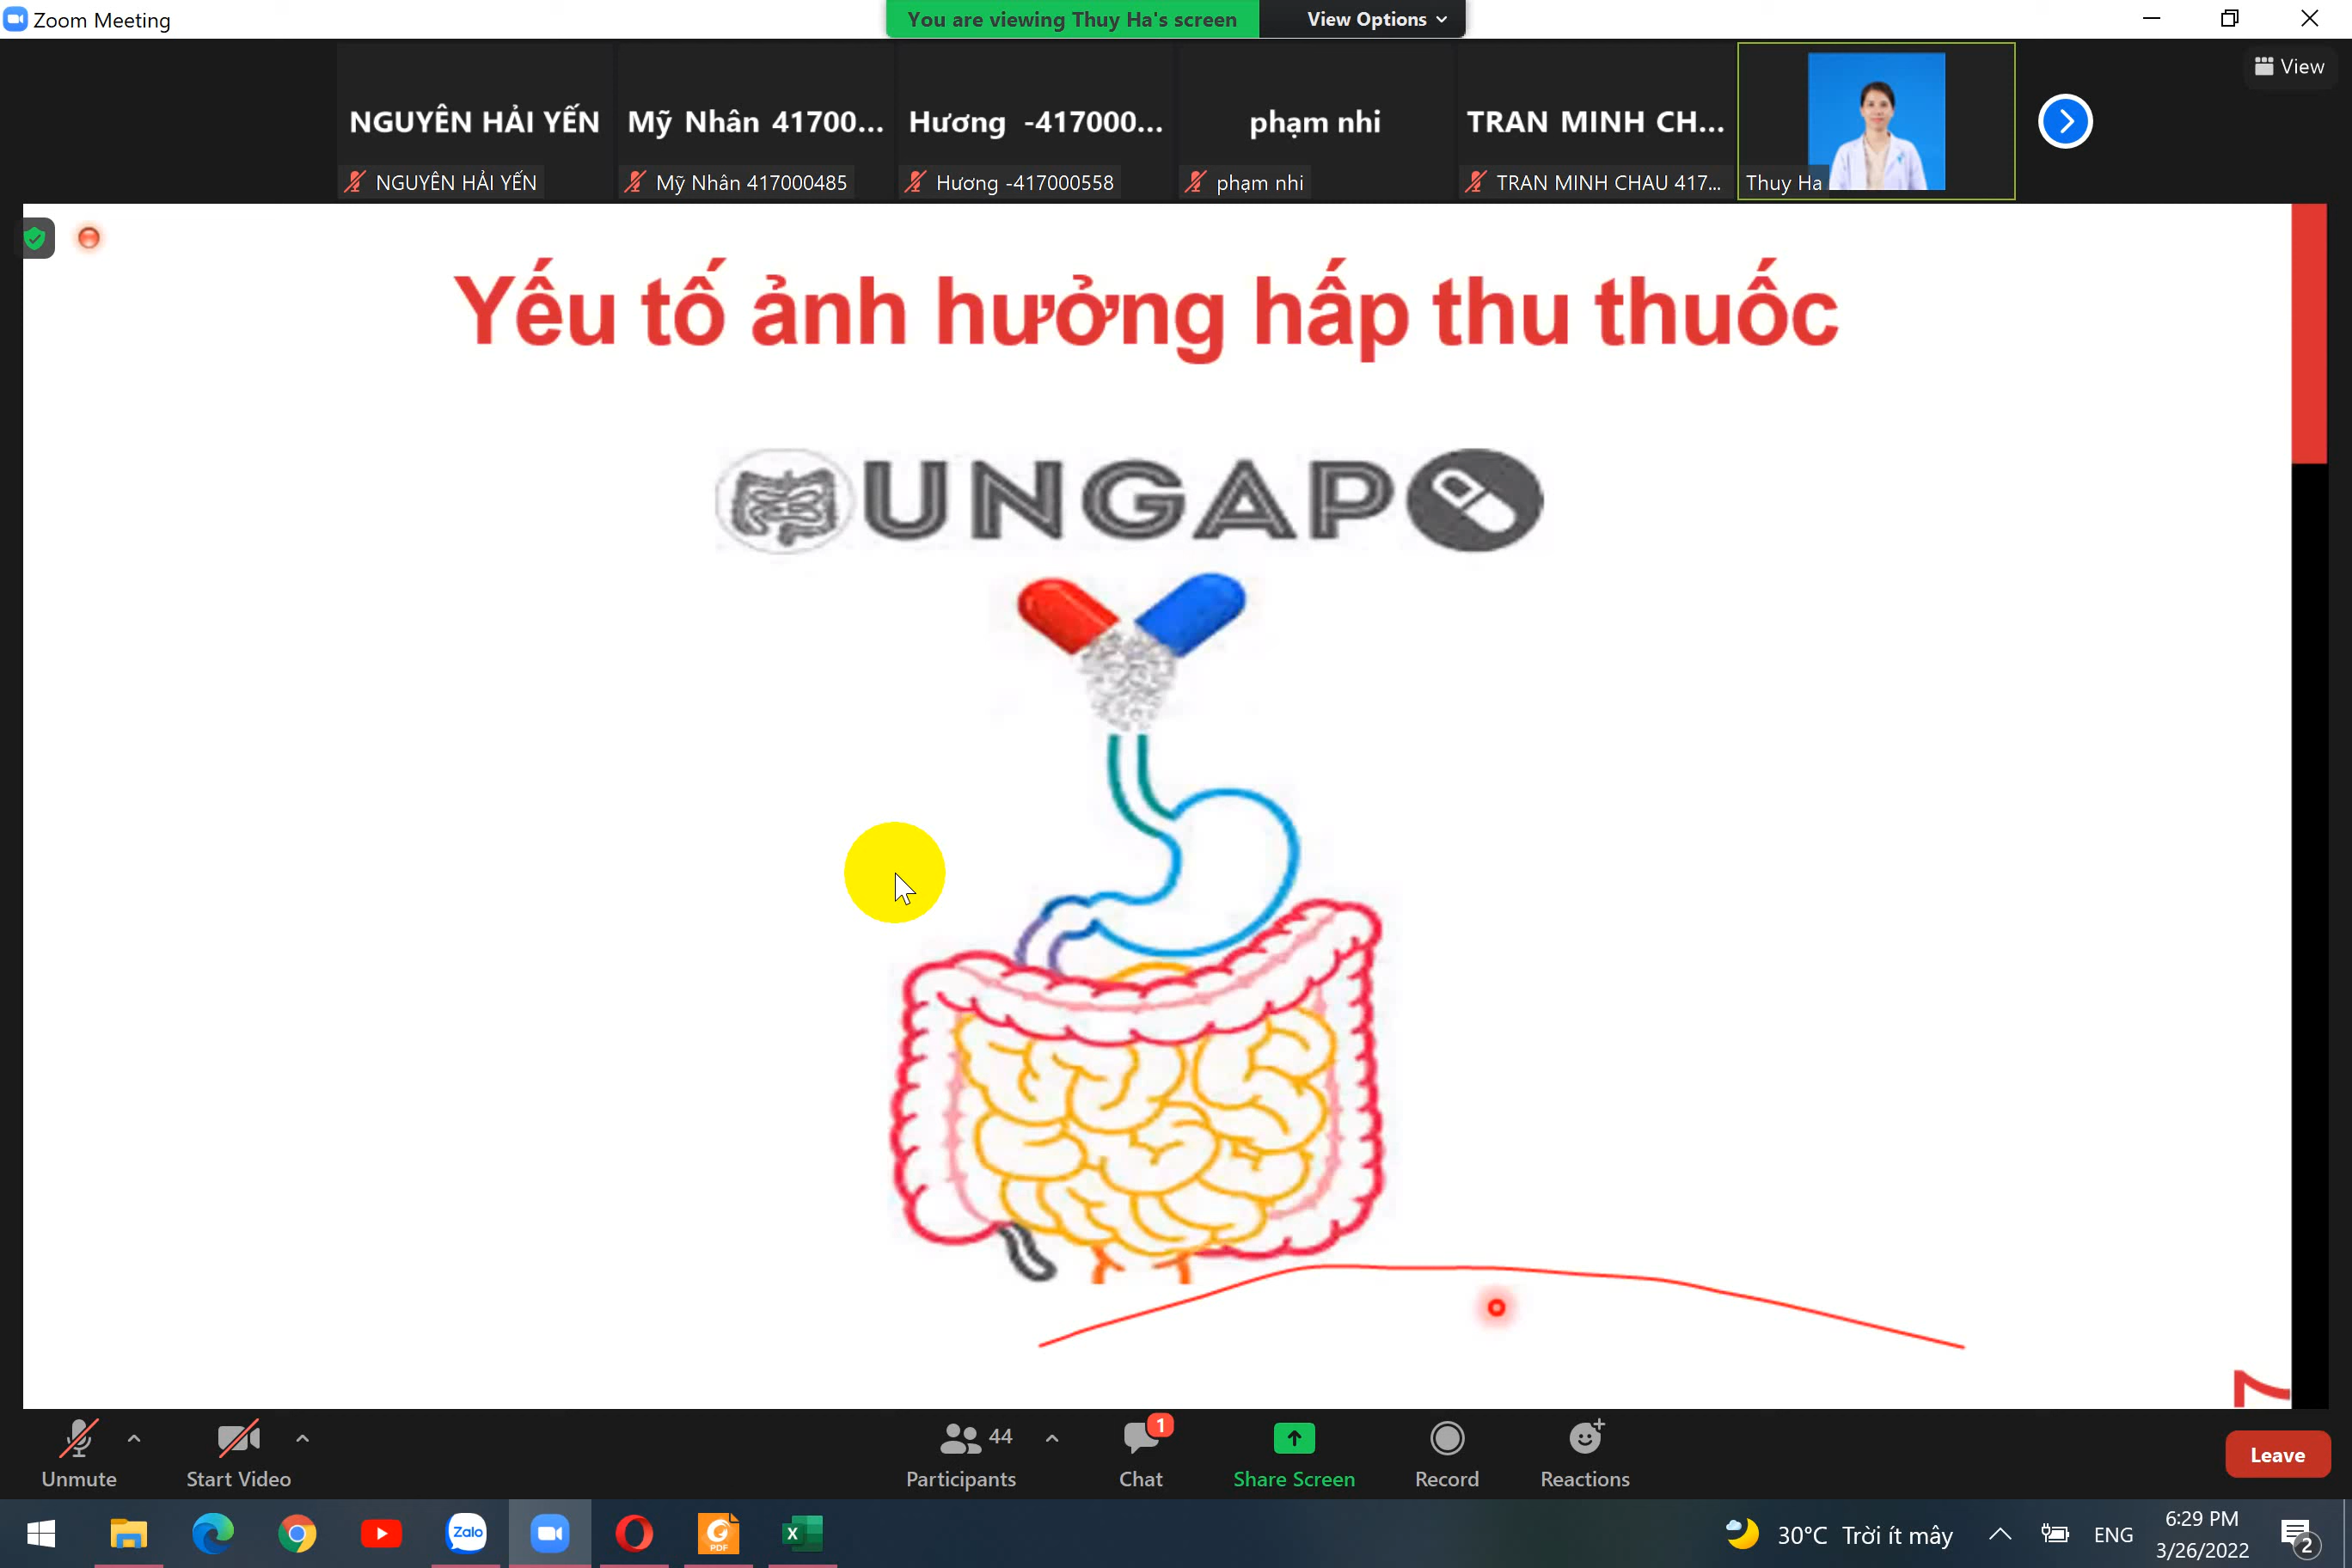 Zoom Meeting
You are viewing Thuy Ha's screen
View Options
View
NGUYÊN HẢI YẾN
Mỹ Nhân 41700...
Hương -417000...
phạm nhi
TRAN MINH CH...
NGUYÊN HẢI YẾN
Mỹ Nhân 417000485
Hương -417000558
phạm nhi
TRAN MINH CHAU 417...
Thuy Ha
Yếu tố ảnh hưởng hấp thu thuốc
UNGAP
7
44
1
Unmute
Start Video
Participants
Chat
Share Screen
Record
Reactions
Leave
Zalo
PDF
X
30°C Trời ít mây
ENG
6:29 PM
3/26/2022
2